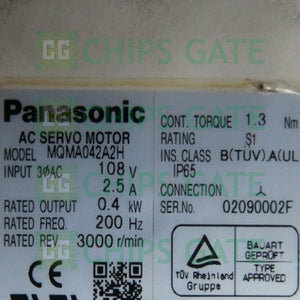 CHIPS GATE
Panasonic
AC SERVO MOTOR
MODEL MQMA042A2H
INPUT 3ØAC 108 V
2.5 A
RATED OUTPUT 0.4 kW
RATED FREQ. 200 Hz
RATED REV. 3000 r/min
CONT. TORQUE 1.3 Nm
RATING S1
INS.CLASS B(TÜV),A(UL
IP65
CONNECTION
SER.No. 02090002F
TÜV Rheinland
Gruppe
BAUART
GEPRÜFT
TYPE
APPROVED